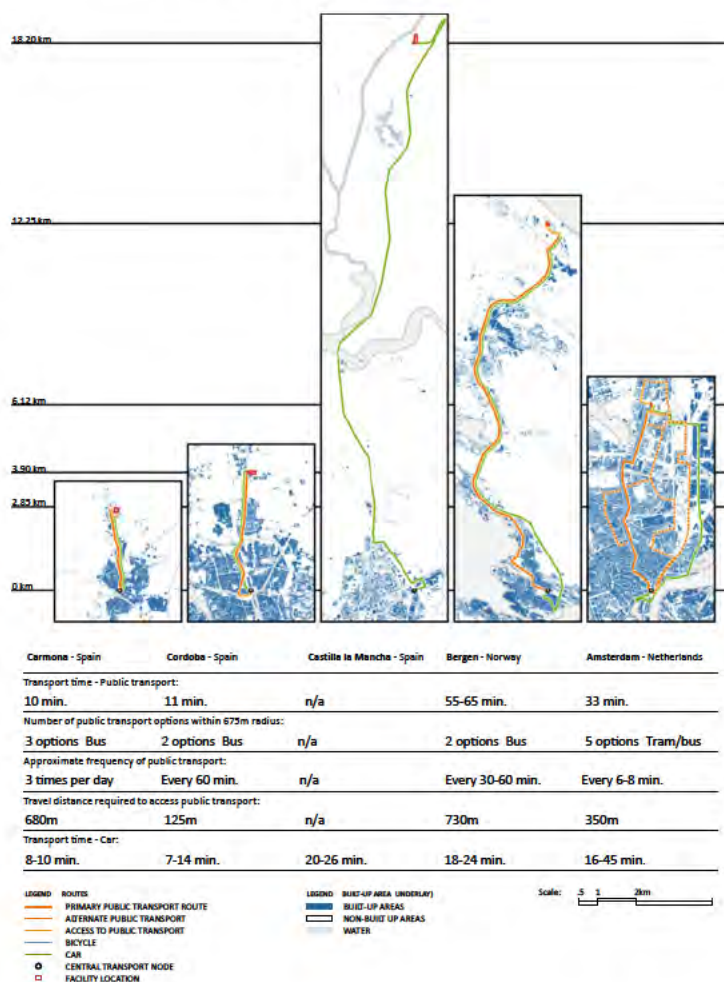 18.20 km
12.25 km
6.12 km
3.90 km
2.85 km
0 km
Carmona - Spain Cordoba - Spain Castilla la Mancha - Spain Bergen - Norway Amsterdam - Netherlands
Transport time - Public transport:
10 min. 11 min. n/a 55-65 min. 33 min.
Number of public transport options within 675m radius:
3 options Bus 2 options Bus n/a 2 options Bus 5 options Tram/bus
Approximate frequency of public transport:
3 times per day Every 60 min. n/a Every 30-60 min. Every 6-8 min.
Travel distance required to access public transport:
680m 125m n/a 730m 350m
Transport time - Car:
8-10 min. 7-14 min. 20-26 min. 18-24 min. 16-45 min.
LEGEND ROUTES
PRIMARY PUBLIC TRANSPORT ROUTE
ALTERNATE PUBLIC TRANSPORT
ACCESS TO PUBLIC TRANSPORT
BICYCLE
CAR
CENTRAL TRANSPORT NODE
FACILITY LOCATION
LEGEND BUILT-UP AREA UNDERLAY)
BUILT-UP AREAS
NON-BUILT UP AREAS
WATER
Scale: .5 1 2km